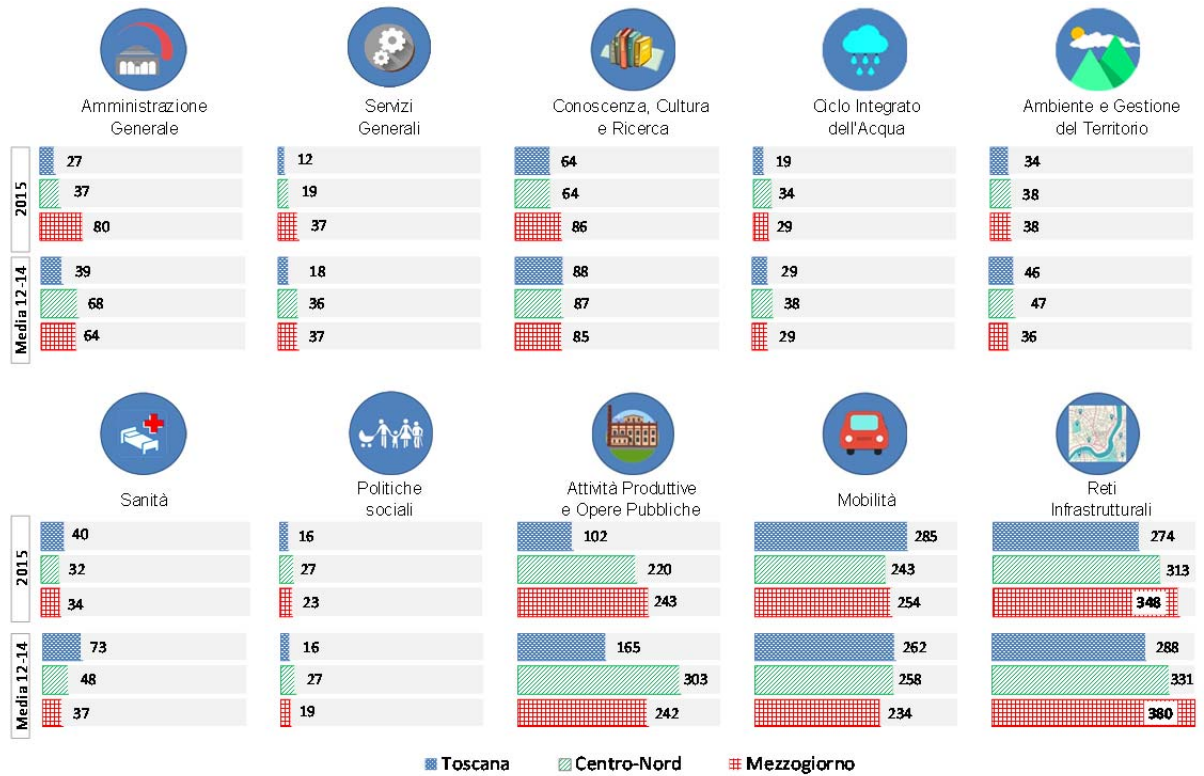 Amministrazione
Generale
Servizi
Generali
Conoscenza, Cultura
e Ricerca
Ciclo Integrato
dell'Acqua
Ambiente e Gestione
del Territorio
2015
27
37
80
12
19
37
64
64
86
19
34
29
34
38
38
Media 12-14
39
68
64
18
36
37
88
87
85
29
38
29
46
47
36
Sanità
Politiche
sociali
Attività Produttive
e Opere Pubbliche
Mobilità
Reti
Infrastrutturali
2015
40
32
34
16
27
23
102
220
243
285
243
254
274
313
348
Media 12-14
73
48
37
16
27
19
165
303
242
262
258
234
288
331
380
Toscana
Centro-Nord
Mezzogiorno